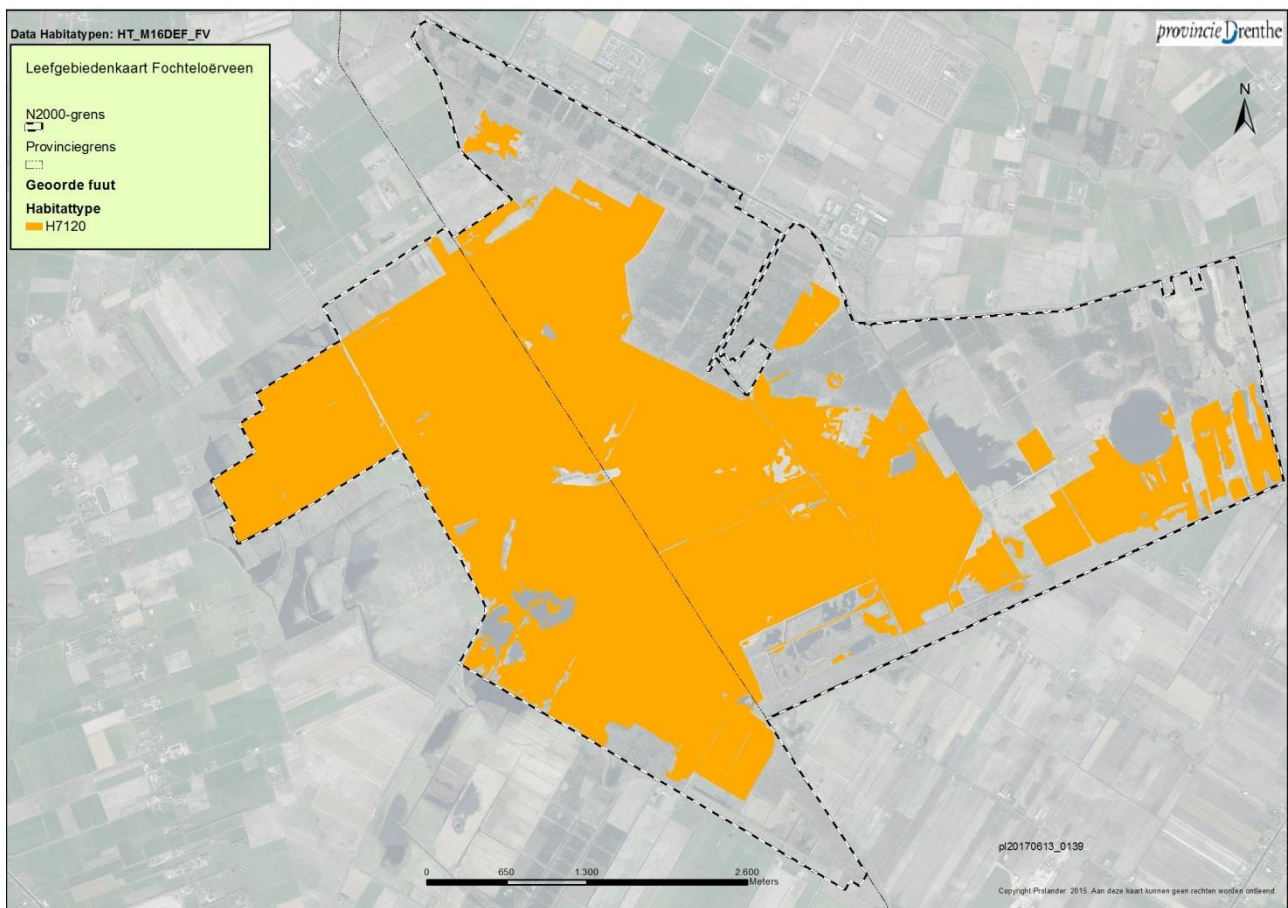 Data Habitatypen: HT_M16DEF_FV
provincie Drenthe
Leefgebiedenkaart Fochteloërveen
N2000-grens
Provinciegrens
Geoorde fuut
Habitattype
H7120
N
0 650 1.300 2.600
Meters
pl20170613_0139
Copyright Prolander 2015. Aan deze kaart kunnen geen rechten worden ontleend.